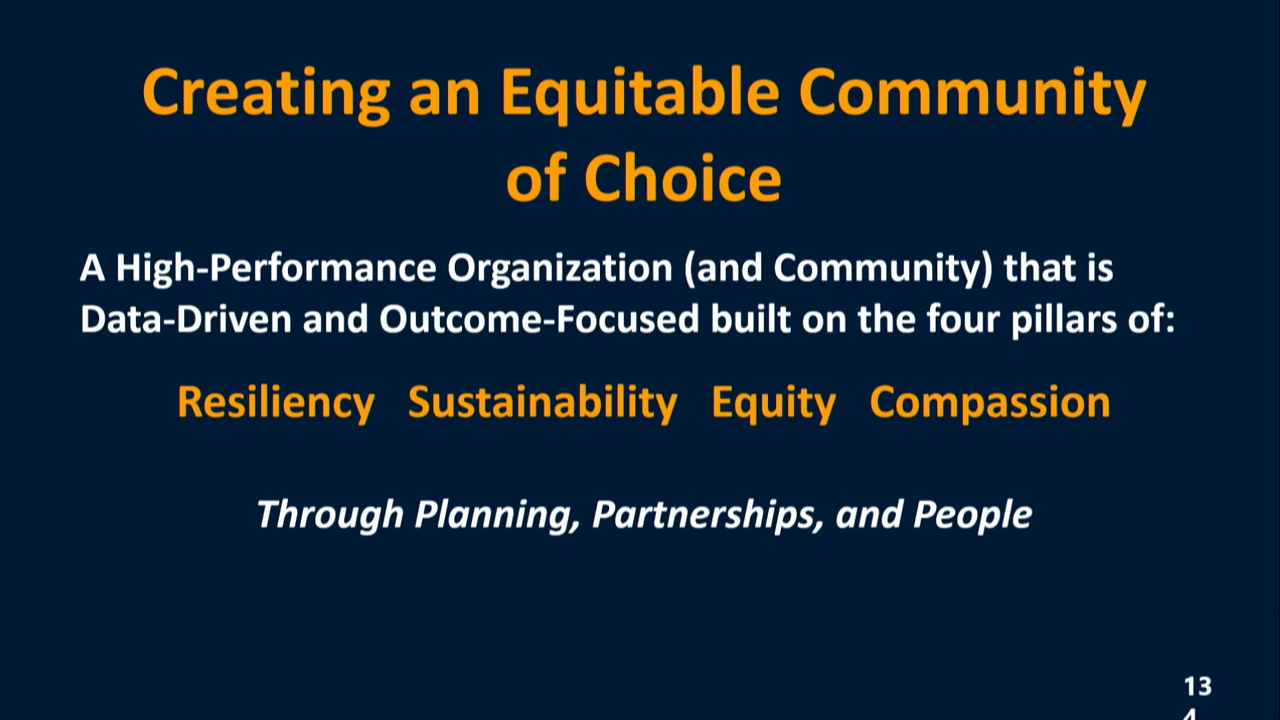 Creating an Equitable Community
of Choice
A High-Performance Organization (and Community) that is
Data-Driven and Outcome-Focused built on the four pillars of:
Resiliency Sustainability Equity Compassion
Through Planning, Partnerships, and People
13
4